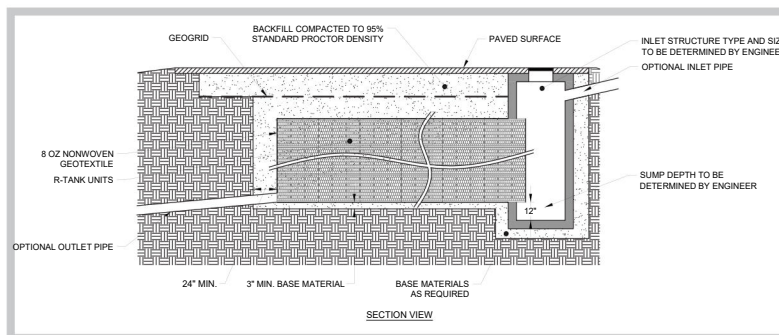 BACKFILL COMPACTED TO 95%
STANDARD PROCTOR DENSITY
GEOGRID
PAVED SURFACE
INLET STRUCTURE TYPE AND SIZ
TO BE DETERMINED BY ENGINEE
OPTIONAL INLET PIPE
8 OZ NONWOVEN
GEOTEXTILE
R-TANK UNITS
SUMP DEPTH TO BE
DETERMINED BY ENGINEER
12"
OPTIONAL OUTLET PIPE
24" MIN.
3" MIN. BASE MATERIAL
BASE MATERIALS
AS REQUIRED
SECTION VIEW